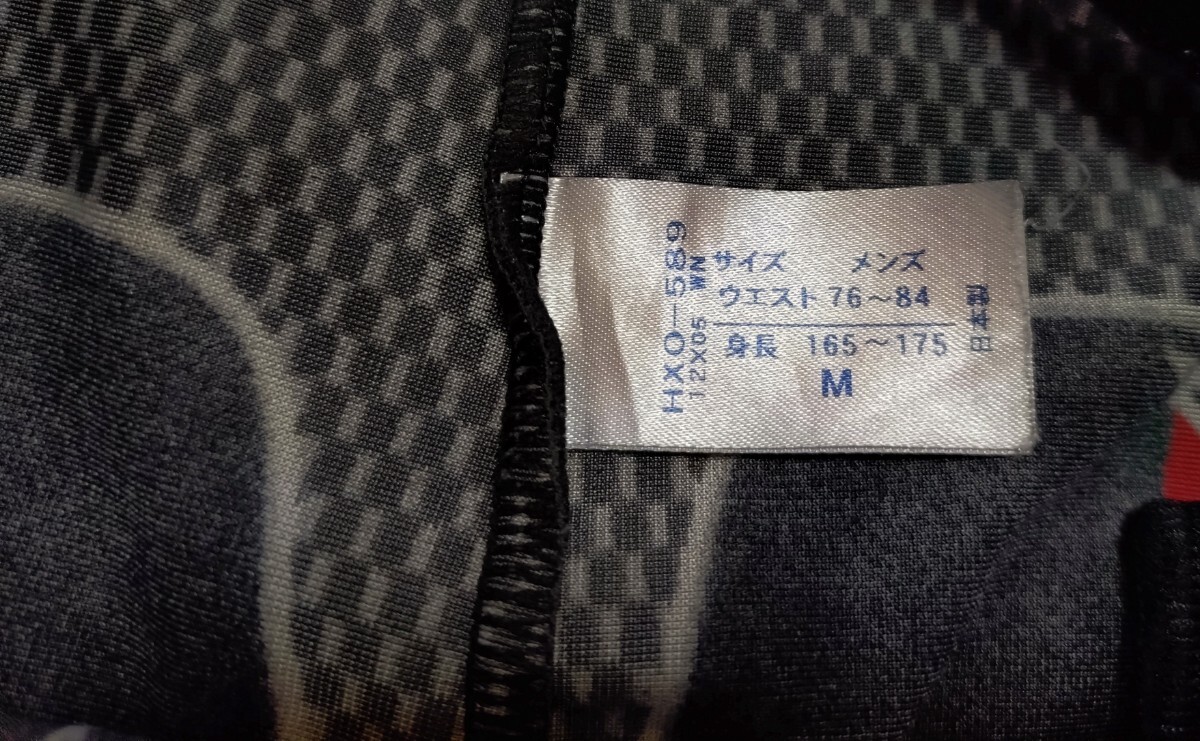 HXO-589
12X05 WN
サイズ メンズ
ウエスト 76～84
身長 165～175
M
日本製